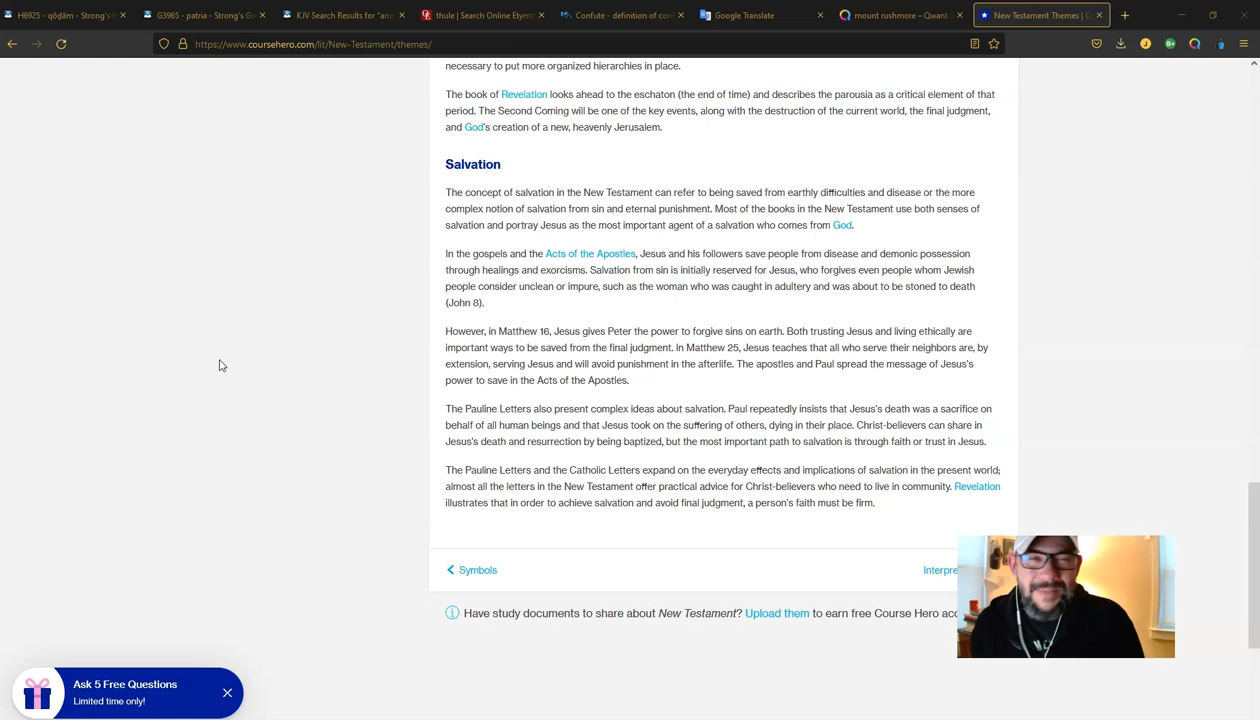 H6925 - qōḏām - Strong's H
G3965 - patria - Strong's Gr
KJV Search Results for "ano
thule | Search Online Etymo
Confute - definition of conf
Google Translate
mount rushmore – Qwant S
New Testament Themes | C
https://www.coursehero.com/lit/New-Testament/themes/
necessary to put more organized hierarchies in place.
The book of Revelation looks ahead to the eschaton (the end of time) and describes the parousia as a critical element of that
period. The Second Coming will be one of the key events, along with the destruction of the current world, the final judgment,
and God's creation of a new, heavenly Jerusalem.
Salvation
The concept of salvation in the New Testament can refer to being saved from earthly difficulties and disease or the more
complex notion of salvation from sin and eternal punishment. Most of the books in the New Testament use both senses of
salvation and portray Jesus as the most important agent of a salvation who comes from God.
In the gospels and the Acts of the Apostles, Jesus and his followers save people from disease and demonic possession
through healings and exorcisms. Salvation from sin is initially reserved for Jesus, who forgives even people whom Jewish
people consider unclean or impure, such as the woman who was caught in adultery and was about to be stoned to death
(John 8).
However, in Matthew 16, Jesus gives Peter the power to forgive sins on earth. Both trusting Jesus and living ethically are
important ways to be saved from the final judgment. In Matthew 25, Jesus teaches that all who serve their neighbors are, by
extension, serving Jesus and will avoid punishment in the afterlife. The apostles and Paul spread the message of Jesus's
power to save in the Acts of the Apostles.
The Pauline Letters also present complex ideas about salvation. Paul repeatedly insists that Jesus's death was a sacrifice on
behalf of all human beings and that Jesus took on the suffering of others, dying in their place. Christ-believers can share in
Jesus's death and resurrection by being baptized, but the most important path to salvation is through faith or trust in Jesus.
The Pauline Letters and the Catholic Letters expand on the everyday effects and implications of salvation in the present world;
almost all the letters in the New Testament offer practical advice for Christ-believers who need to live in community. Revelation
illustrates that in order to achieve salvation and avoid final judgment, a person's faith must be firm.
Symbols
Interpre
Have study documents to share about New Testament? Upload them to earn free Course Hero acc
Ask 5 Free Questions
Limited time only!